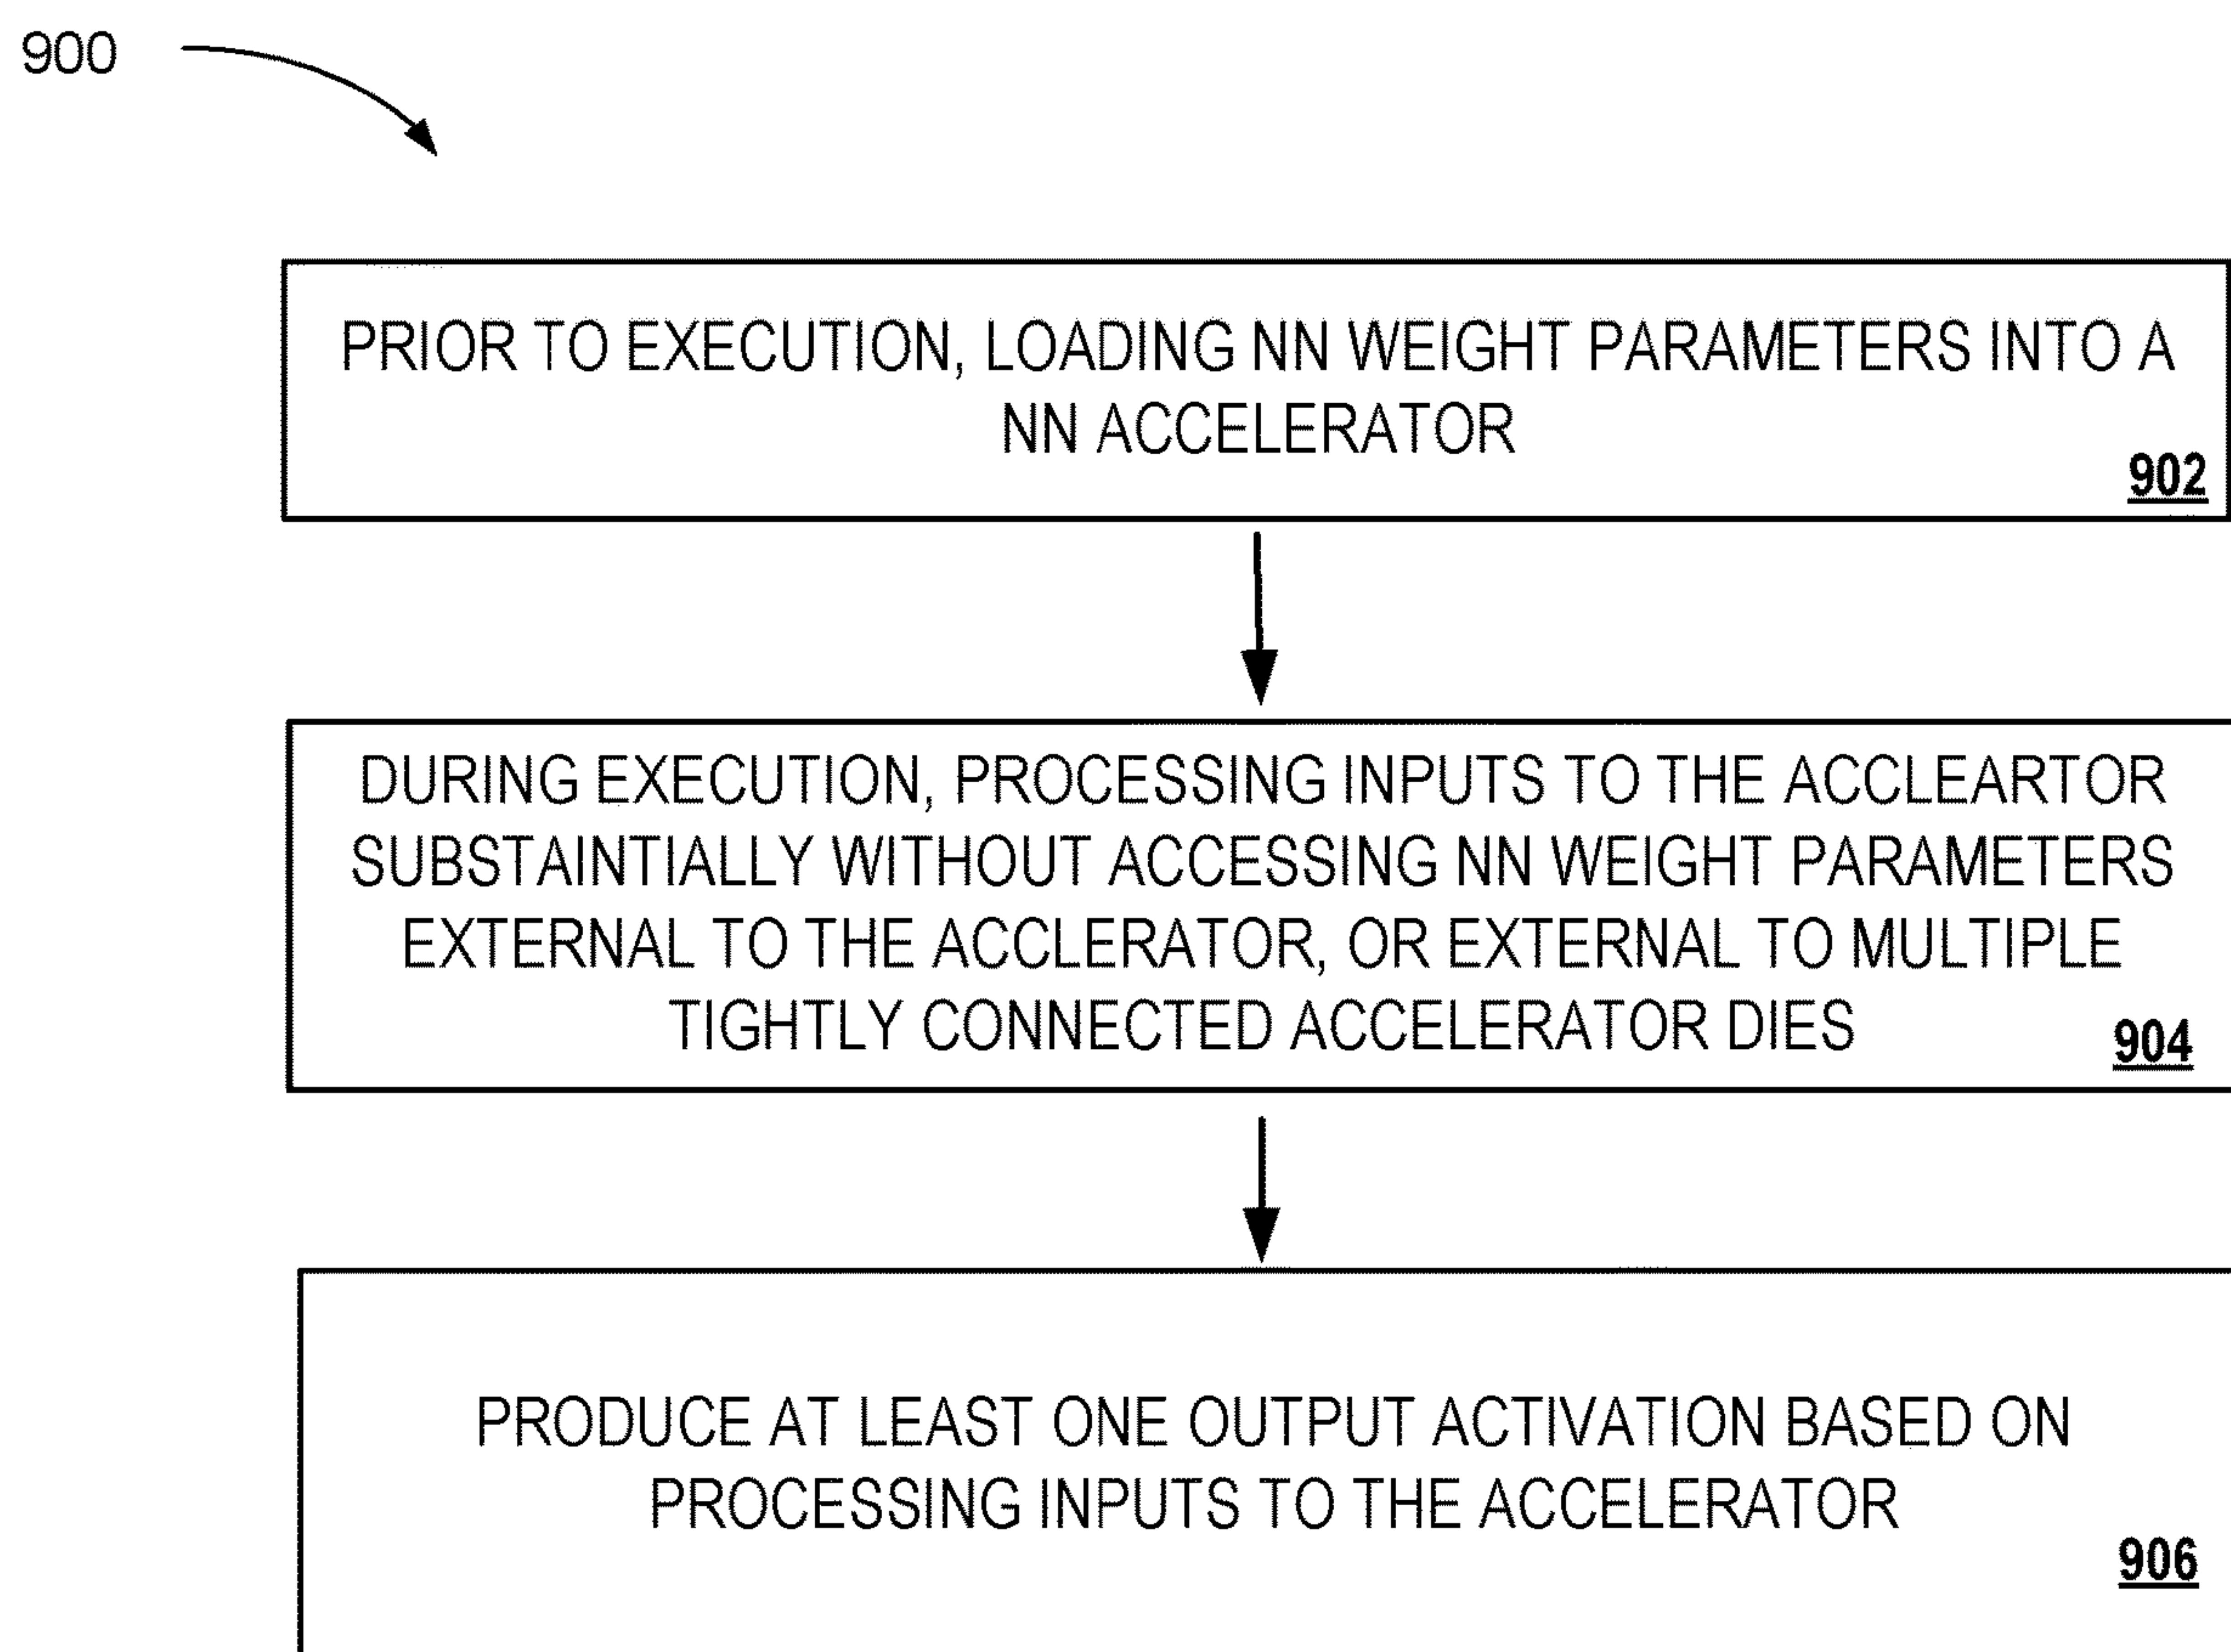 900
PRIOR TO EXECUTION, LOADING NN WEIGHT PARAMETERS INTO A
NN ACCELERATOR
902
DURING EXECUTION, PROCESSING INPUTS TO THE ACCLEARTOR
SUBSTAINTIALLY WITHOUT ACCESSING NN WEIGHT PARAMETERS
EXTERNAL TO THE ACCLERATOR, OR EXTERNAL TO MULTIPLE
TIGHTLY CONNECTED ACCELERATOR DIES
904
PRODUCE AT LEAST ONE OUTPUT ACTIVATION BASED ON
PROCESSING INPUTS TO THE ACCELERATOR
906